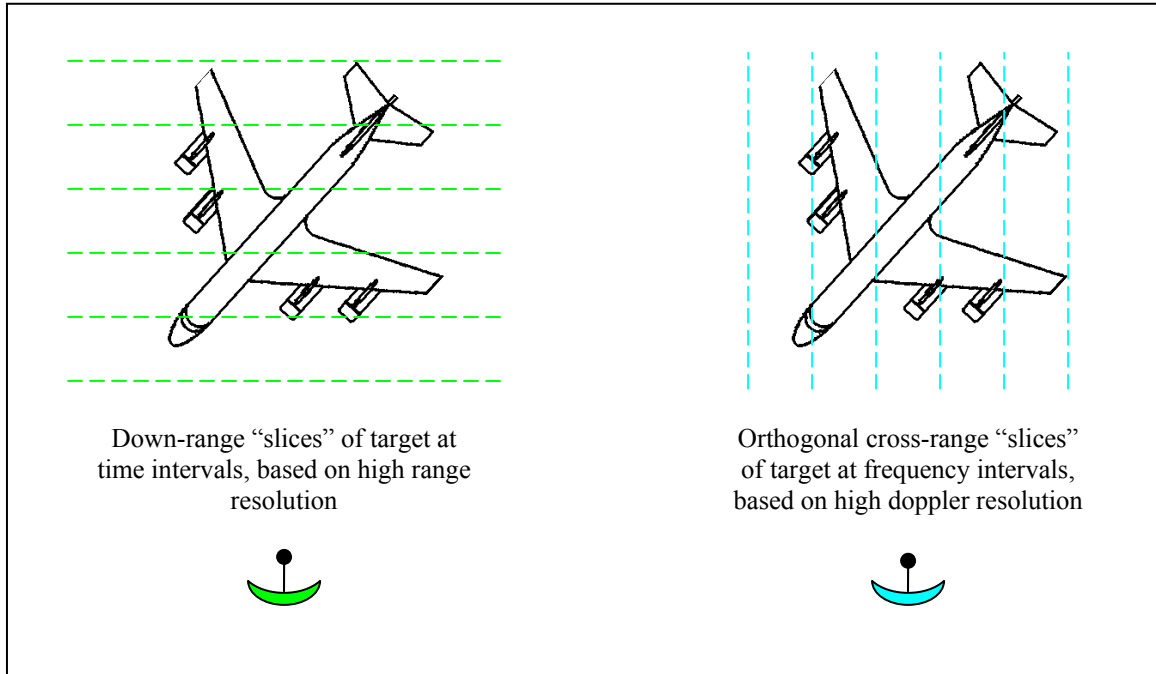 Down-range “slices” of target at
time intervals, based on high range
resolution
Orthogonal cross-range “slices”
of target at frequency intervals,
based on high doppler resolution